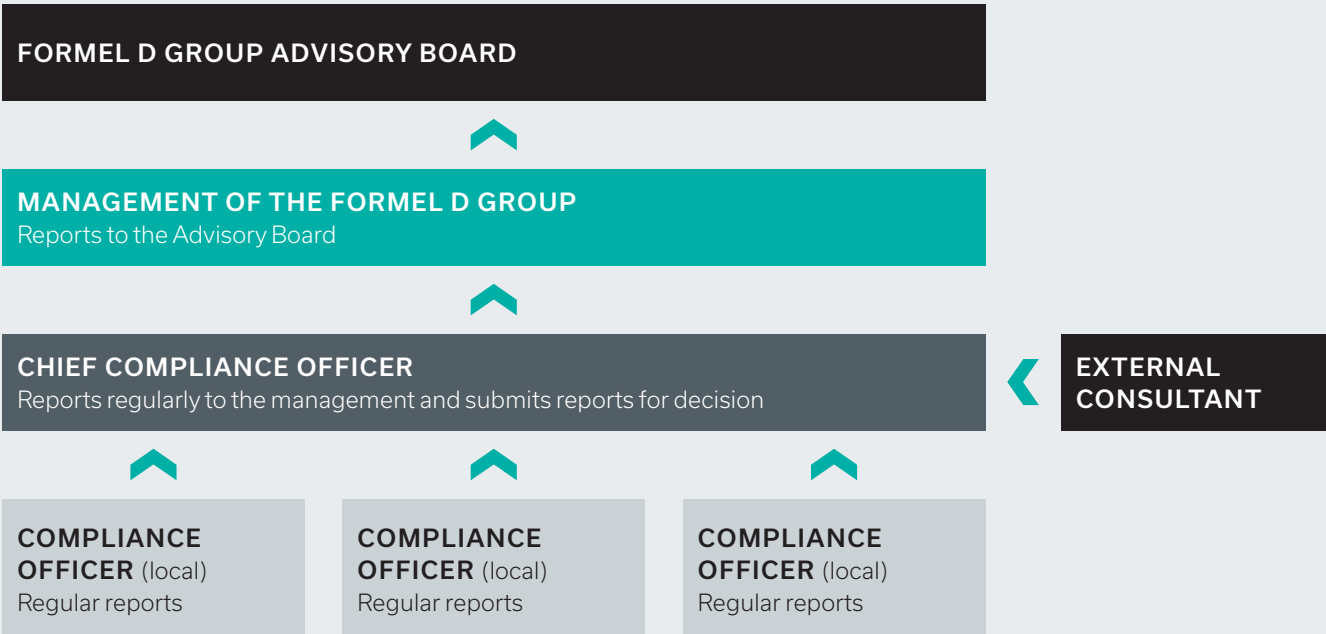 FORMEL D GROUP ADVISORY BOARD
MANAGEMENT OF THE FORMEL D GROUP
Reports to the Advisory Board
CHIEF COMPLIANCE OFFICER
Reports regularly to the management and submits reports for decision
EXTERNAL
CONSULTANT
COMPLIANCE
OFFICER (local)
Regular reports
COMPLIANCE
OFFICER (local)
Regular reports
COMPLIANCE
OFFICER (local)
Regular reports